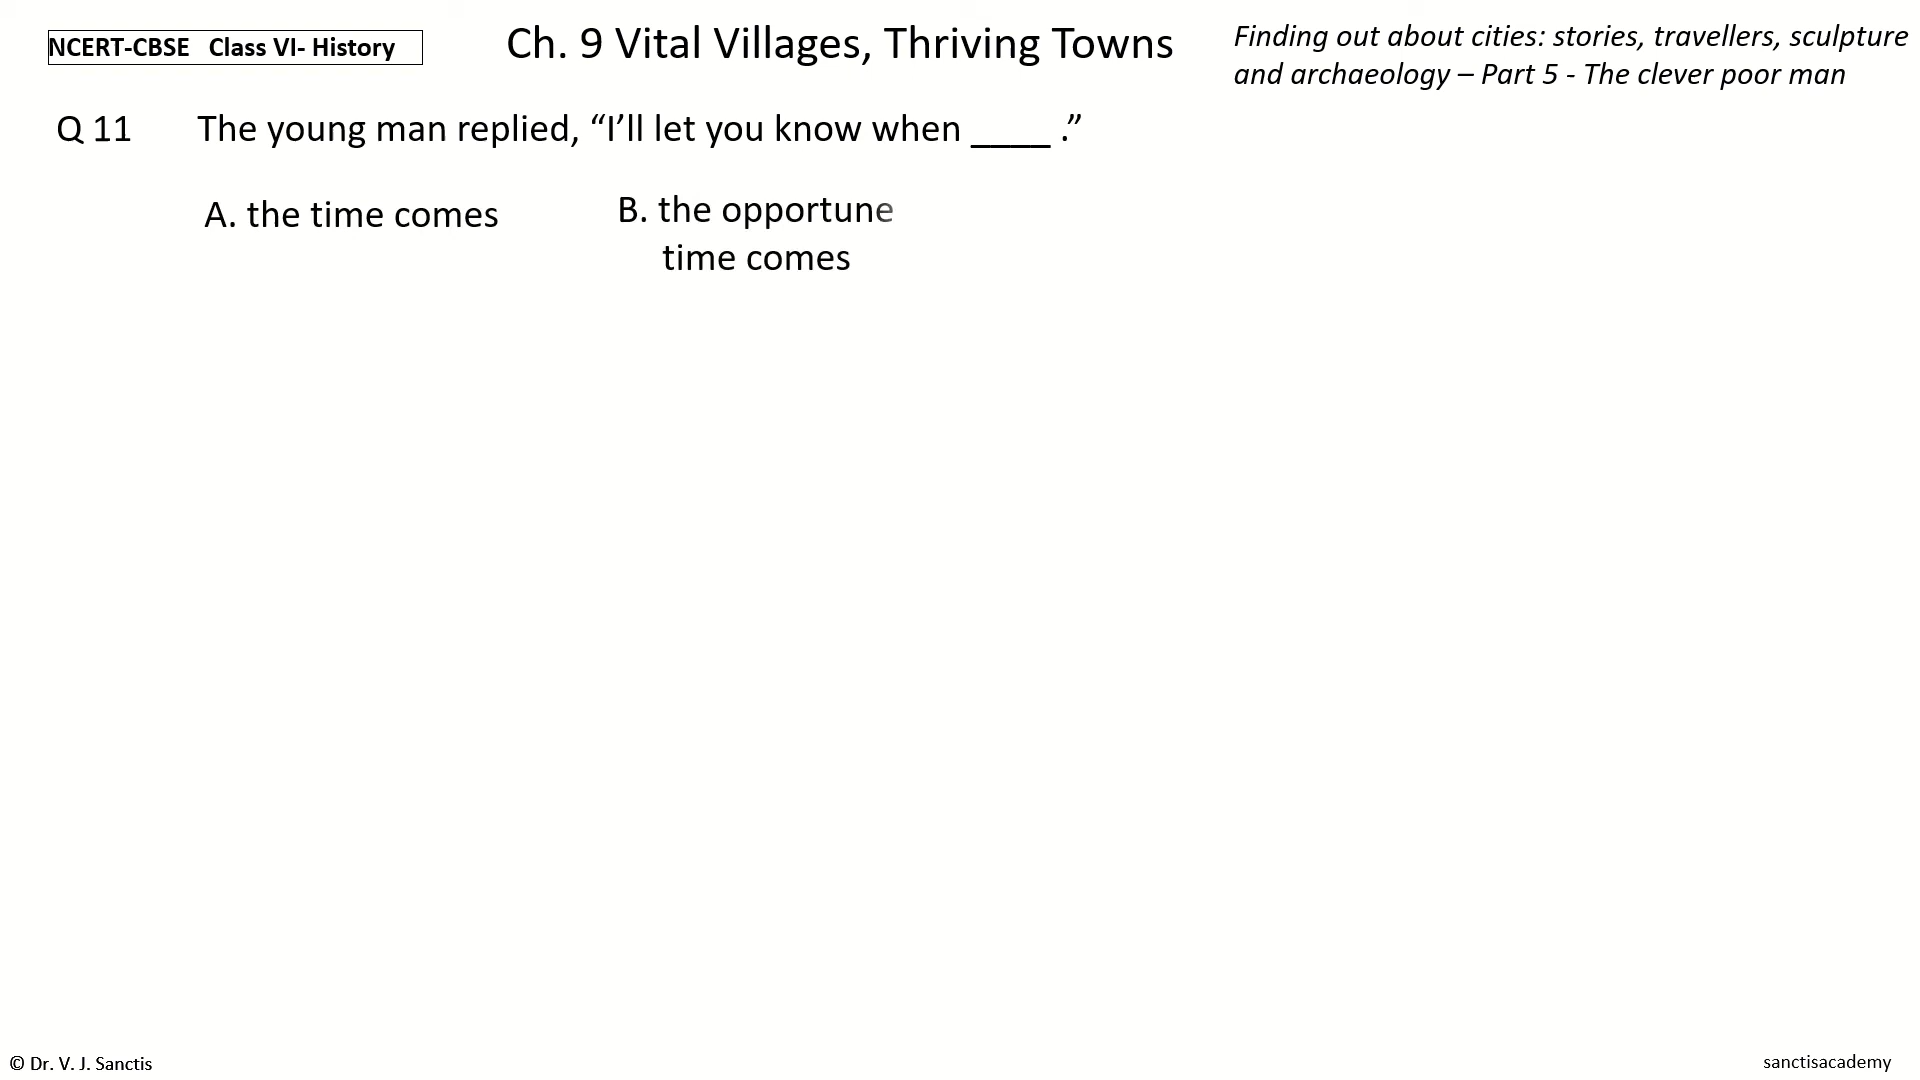 NCERT-CBSE Class VI- History
Ch. 9 Vital Villages, Thriving Towns
Finding out about cities: stories, travellers, sculpture
and archaeology – Part 5 - The clever poor man
Q 11 The young man replied, “I’ll let you know when ____ .”
A. the time comes
B. the opportune
time comes
© Dr. V. J. Sanctis
sanctisacademy